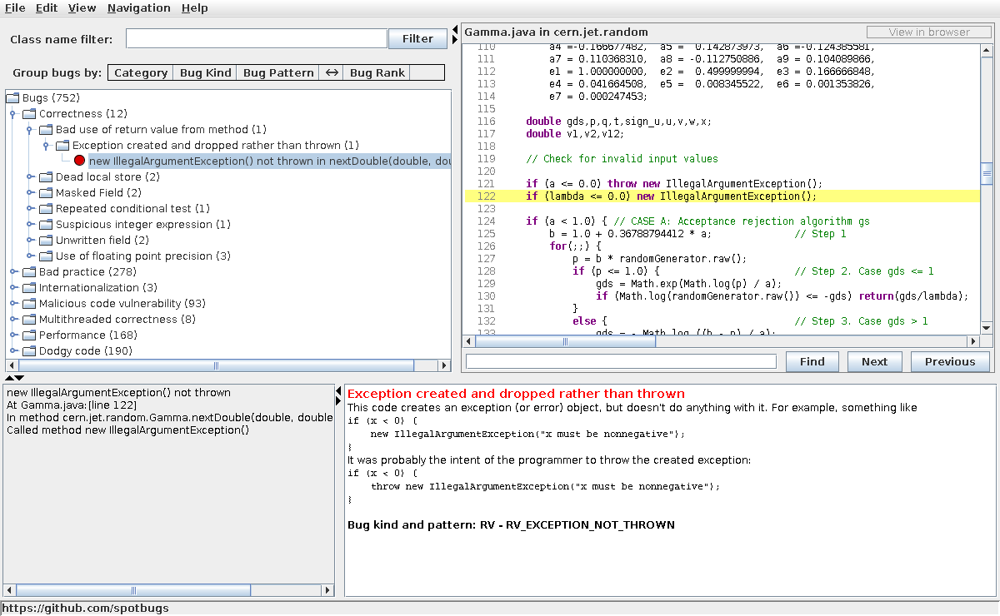 File Edit View Navigation Help
Class name filter:
Filter
Group bugs by: Category Bug Kind Bug Pattern ↔ Bug Rank
Bugs (752)
Correctness (12)
Bad use of return value from method (1)
Exception created and dropped rather than thrown (1)
new IllegalArgumentException() not thrown in nextDouble(double, dou
Dead local store (2)
Masked Field (2)
Repeated conditional test (1)
Suspicious integer expression (1)
Unwritten field (2)
Use of floating point precision (3)
Bad practice (278)
Internationalization (3)
Malicious code vulnerability (93)
Multithreaded correctness (8)
Performance (168)
Dodgy code (190)
Gamma.java in cern.jet.random
View in browser
110 a4 =-0.166677482, a5 = 0.142873973, a6 =-0.124385581,
111 a7 = 0.110368310, a8 = -0.112750886, a9 = 0.104089866,
112 e1 = 1.000000000, e2 = 0.499999994, e3 = 0.166666848,
113 e4 = 0.041664508, e5 = 0.008345522, e6 = 0.001353826,
114 e7 = 0.000247453;
115
116 double gds,p,q,t,sign_u,u,v,w,x;
117 double v1,v2,v12;
118
119 // Check for invalid input values
120
121 if (a <= 0.0) throw new IllegalArgumentException();
122 if (lambda <= 0.0) new IllegalArgumentException();
123
124 if (a < 1.0) { // CASE A: Acceptance rejection algorithm gs
125 b = 1.0 + 0.36788794412 * a; // Step 1
126 for(;;) {
127 p = b * randomGenerator.raw();
128 if (p <= 1.0) { // Step 2. Case gds <= 1
129 gds = Math.exp(Math.log(p) / a);
130 if (Math.log(randomGenerator.raw()) <= -gds) return(gds/lambda);
131 }
132 else { // Step 3. Case gds > 1
133 gds = - Math.log ((b - p) / a);
Find Next Previous
new IllegalArgumentException() not thrown
At Gamma.java:[line 122]
In method cern.jet.random.Gamma.nextDouble(double, double
Called method new IllegalArgumentException()
Exception created and dropped rather than thrown
This code creates an exception (or error) object, but doesn't do anything with it. For example, something like
if (x < 0) {
new IllegalArgumentException("x must be nonnegative");
}
It was probably the intent of the programmer to throw the created exception:
if (x < 0) {
throw new IllegalArgumentException("x must be nonnegative");
}
Bug kind and pattern: RV - RV_EXCEPTION_NOT_THROWN
https://github.com/spotbugs